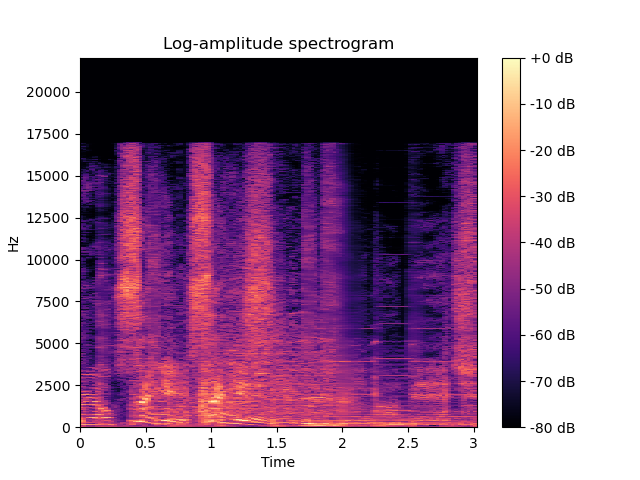 Log-amplitude spectrogram
Hz
20000
17500
15000
12500
10000
7500
5000
2500
0
0 0.5 1 1.5 2 2.5 3
Time
+0 dB
-10 dB
-20 dB
-30 dB
-40 dB
-50 dB
-60 dB
-70 dB
-80 dB